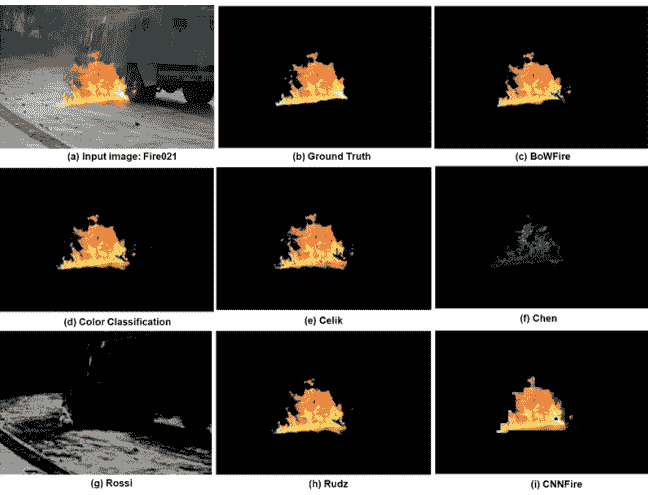 (a) Input image: Fire021
(b) Ground Truth
(c) BoWFire
(d) Color Classification
(e) Celik
(f) Chen
(g) Rossi
(h) Rudz
(i) CNNFire